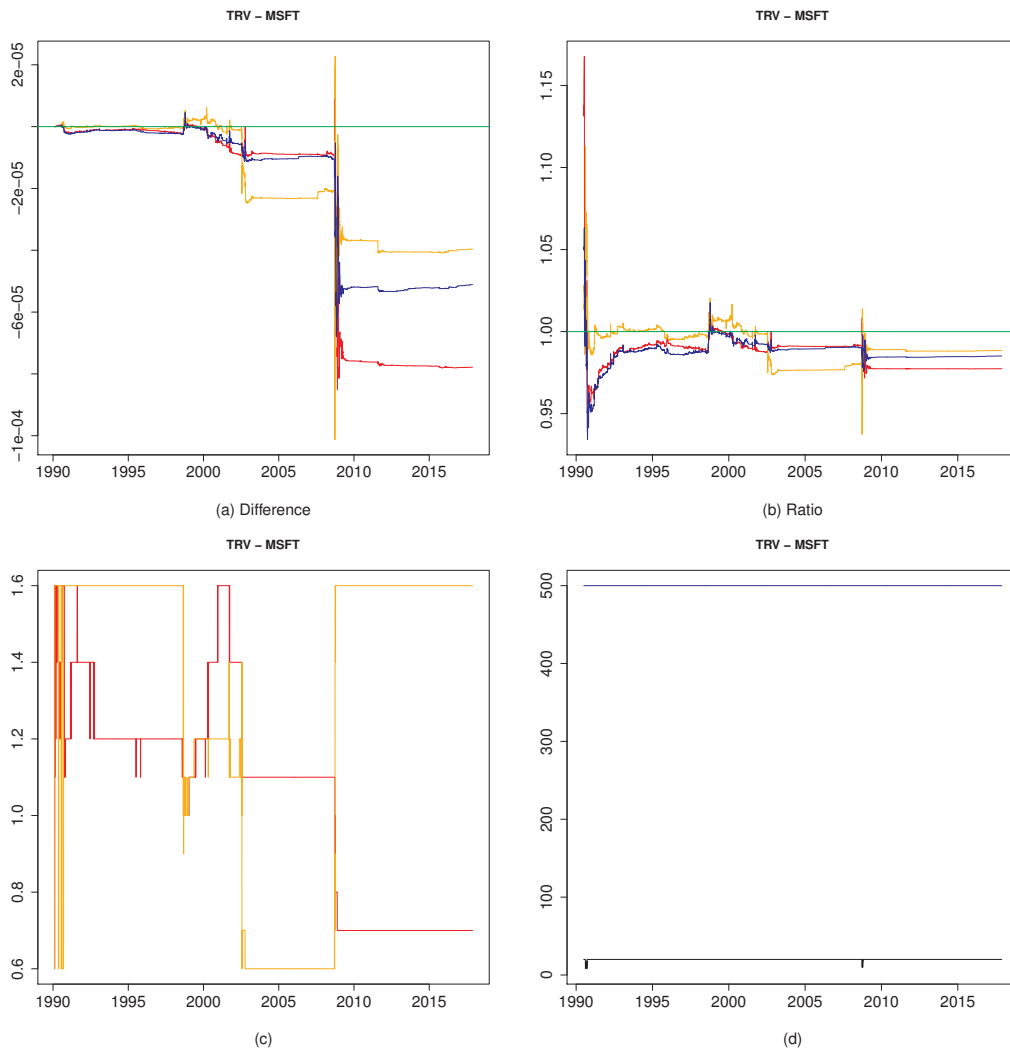 TRV − MSFT
2e−05
−2e−05
−6e−05
−1e−04
1990 1995 2000 2005 2010 2015
(a) Difference
TRV − MSFT
1.15
1.10
1.05
1.00
0.95
1990 1995 2000 2005 2010 2015
(b) Ratio
TRV − MSFT
1.6
1.4
1.2
1.0
0.8
0.6
1990 1995 2000 2005 2010 2015
(c)
TRV − MSFT
500
400
300
200
100
0
1990 1995 2000 2005 2010 2015
(d)